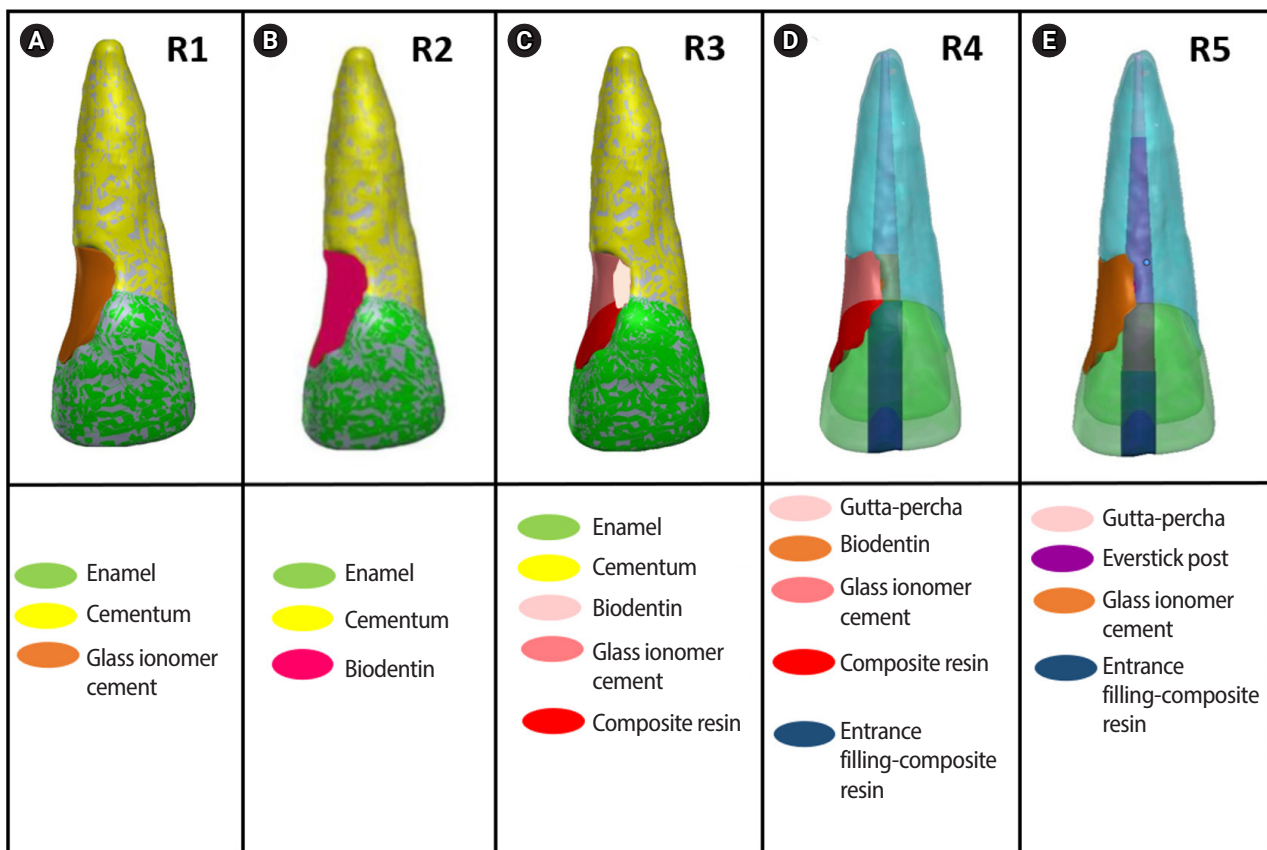 A
R1
B
R2
C
R3
D
R4
E
R5
Enamel
Cementum
Glass ionomer
cement
Enamel
Cementum
Biodentin
Enamel
Cementum
Biodentin
Glass ionomer
cement
Composite resin
Gutta-percha
Biodentin
Glass ionomer
cement
Composite resin
Entrance
filling-composite
resin
Gutta-percha
Everstick post
Glass ionomer
cement
Entrance
filling-composite
resin